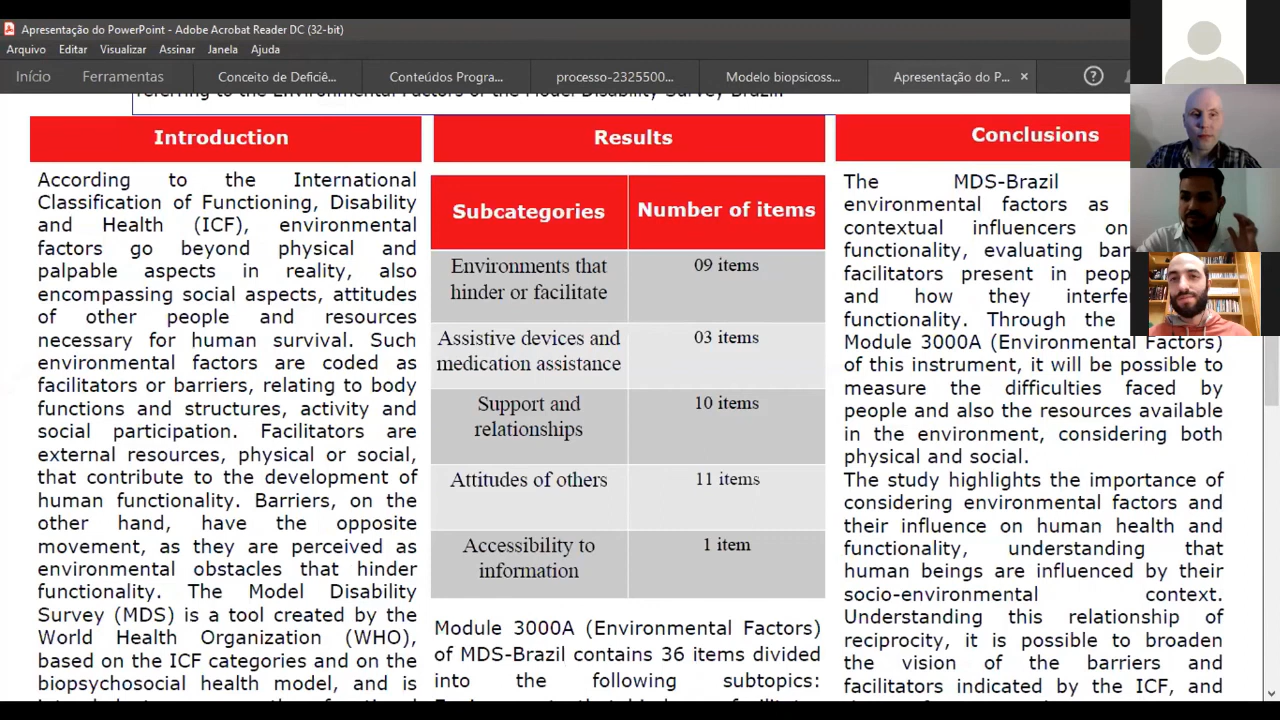 Apresentação do PowerPoint - Adobe Acrobat Reader DC (32-bit)
Arquivo Editar Visualizar Assinar Janela Ajuda
Início Ferramentas Conceito de Deficiê... Conteúdos Progra... processo-2325500... Modelo biopsicoss... Apresentação do P... × ?
referring to the Environmental Factors of the Model Disability Survey Brazil.
Introduction
According to the International
Classification of Functioning, Disability
and Health (ICF), environmental
factors go beyond physical and
palpable aspects in reality, also
encompassing social aspects, attitudes
of other people and resources
necessary for human survival. Such
environmental factors are coded as
facilitators or barriers, relating to body
functions and structures, activity and
social participation. Facilitators are
external resources, physical or social,
that contribute to the development of
human functionality. Barriers, on the
other hand, have the opposite
movement, as they are perceived as
environmental obstacles that hinder
functionality. The Model Disability
Survey (MDS) is a tool created by the
World Health Organization (WHO),
based on the ICF categories and on the
biopsychosocial health model, and is
Results
Subcategories Number of items
Environments that
hinder or facilitate
09 items
Assistive devices and
medication assistance
03 items
Support and
relationships
10 items
Attitudes of others
11 items
Accessibility to
information
1 item
Module 3000A (Environmental Factors)
of MDS-Brazil contains 36 items divided
into the following subtopics:
Conclusions
The MDS-Brazil
environmental factors as
contextual influencers on
functionality, evaluating
facilitators present in
and how they
functionality. Through the
Module 3000A (Environmental Factors)
of this instrument, it will be possible to
measure the difficulties faced by
people and also the resources available
in the environment, considering both
physical and social.
The study highlights the importance of
considering environmental factors and
their influence on human health and
functionality, understanding that
human beings are influenced by their
socio-environmental context.
Understanding this relationship of
reciprocity, it is possible to broaden
the vision of the barriers and
facilitators indicated by the ICF, and